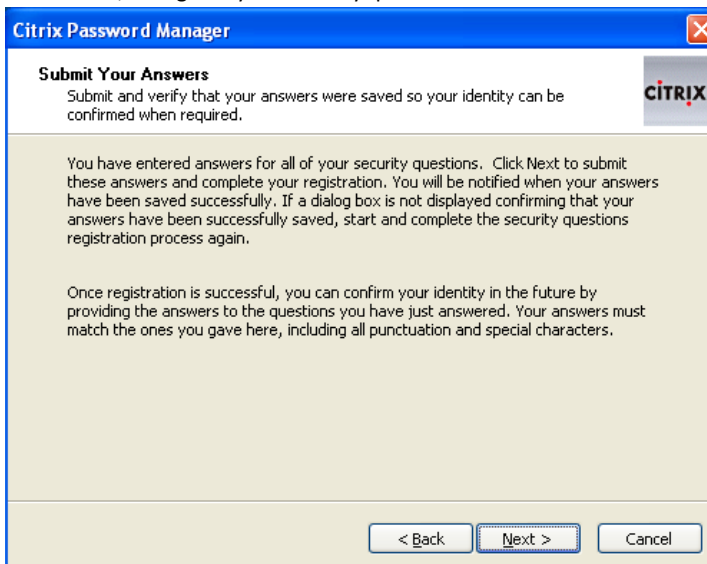 Citrix Password Manager
Submit Your Answers
Submit and verify that your answers were saved so your identity can be
confirmed when required.
CITRIX
You have entered answers for all of your security questions.  Click Next to submit
these answers and complete your registration. You will be notified when your answers
have been saved successfully. If a dialog box is not displayed confirming that your
answers have been successfully saved, start and complete the security questions
registration process again.
Once registration is successful, you can confirm your identity in the future by
providing the answers to the questions you have just answered. Your answers must
match the ones you gave here, including all punctuation and special characters.
< Back
Next >
Cancel